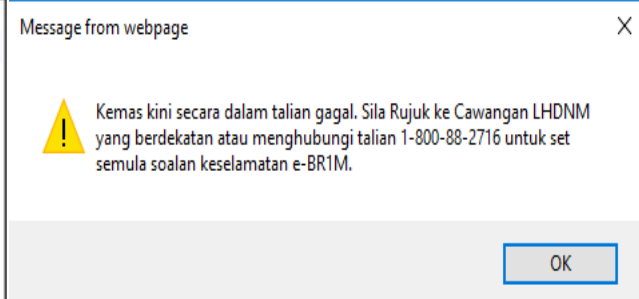 Message from webpage
Kemas kini secara dalam talian gagal. Sila Rujuk ke Cawangan LHDNM
yang berdekatan atau menghubungi talian 1-800-88-2716 untuk set
semula soalan keselamatan e-BR1M.
OK